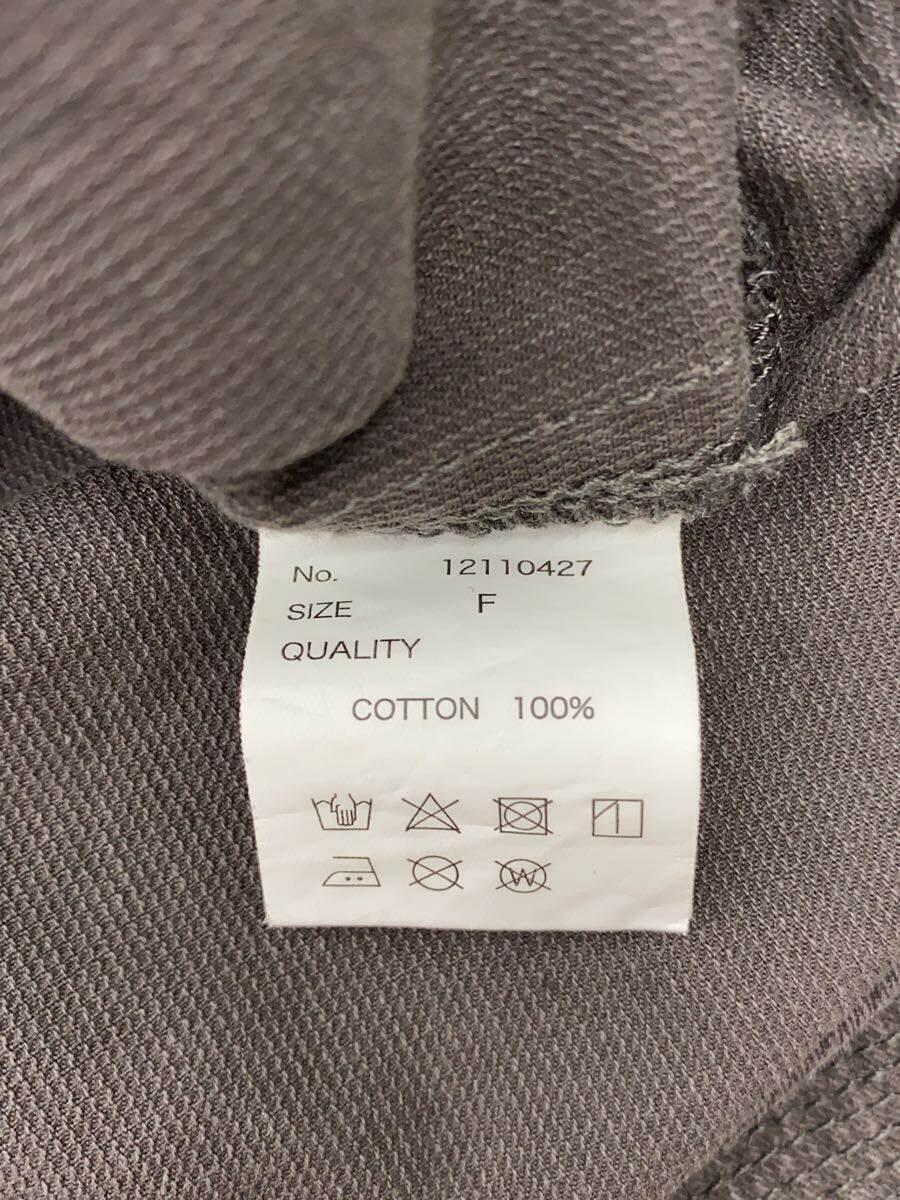 No. 12110427
SIZE F
QUALITY
COTTON 100%
W